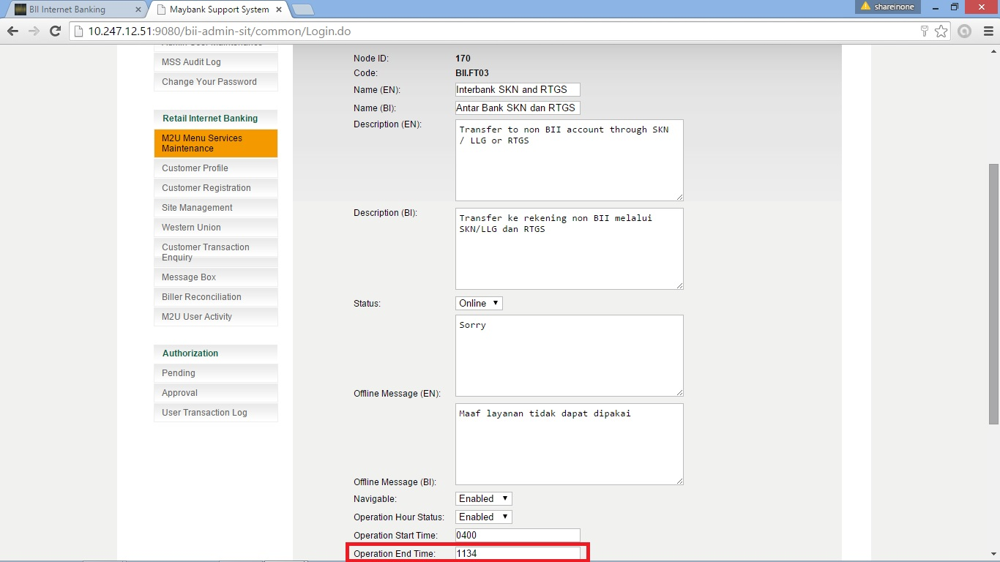 BII Internet Banking
Maybank Support System
shareinone
10.247.12.51:9080/bii-admin-sit/common/Login.do
Admin User Maintenance
MSS Audit Log
Change Your Password
Retail Internet Banking
M2U Menu Services
Maintenance
Customer Profile
Customer Registration
Site Management
Western Union
Customer Transaction
Enquiry
Message Box
Biller Reconciliation
M2U User Activity
Authorization
Pending
Approval
User Transaction Log
Node ID: 170
Code: BII.FT03
Name (EN): Interbank SKN and RTGS
Name (BI): Antar Bank SKN dan RTGS
Description (EN): Transfer to non BII account through SKN
/ LLG or RTGS
Description (BI): Transfer ke rekening non BII melalui
SKN/LLG dan RTGS
Status: Online
Sorry
Offline Message (EN):
Maaf layanan tidak dapat dipakai
Offline Message (BI):
Navigable: Enabled
Operation Hour Status: Enabled
Operation Start Time: 0400
Operation End Time: 1134